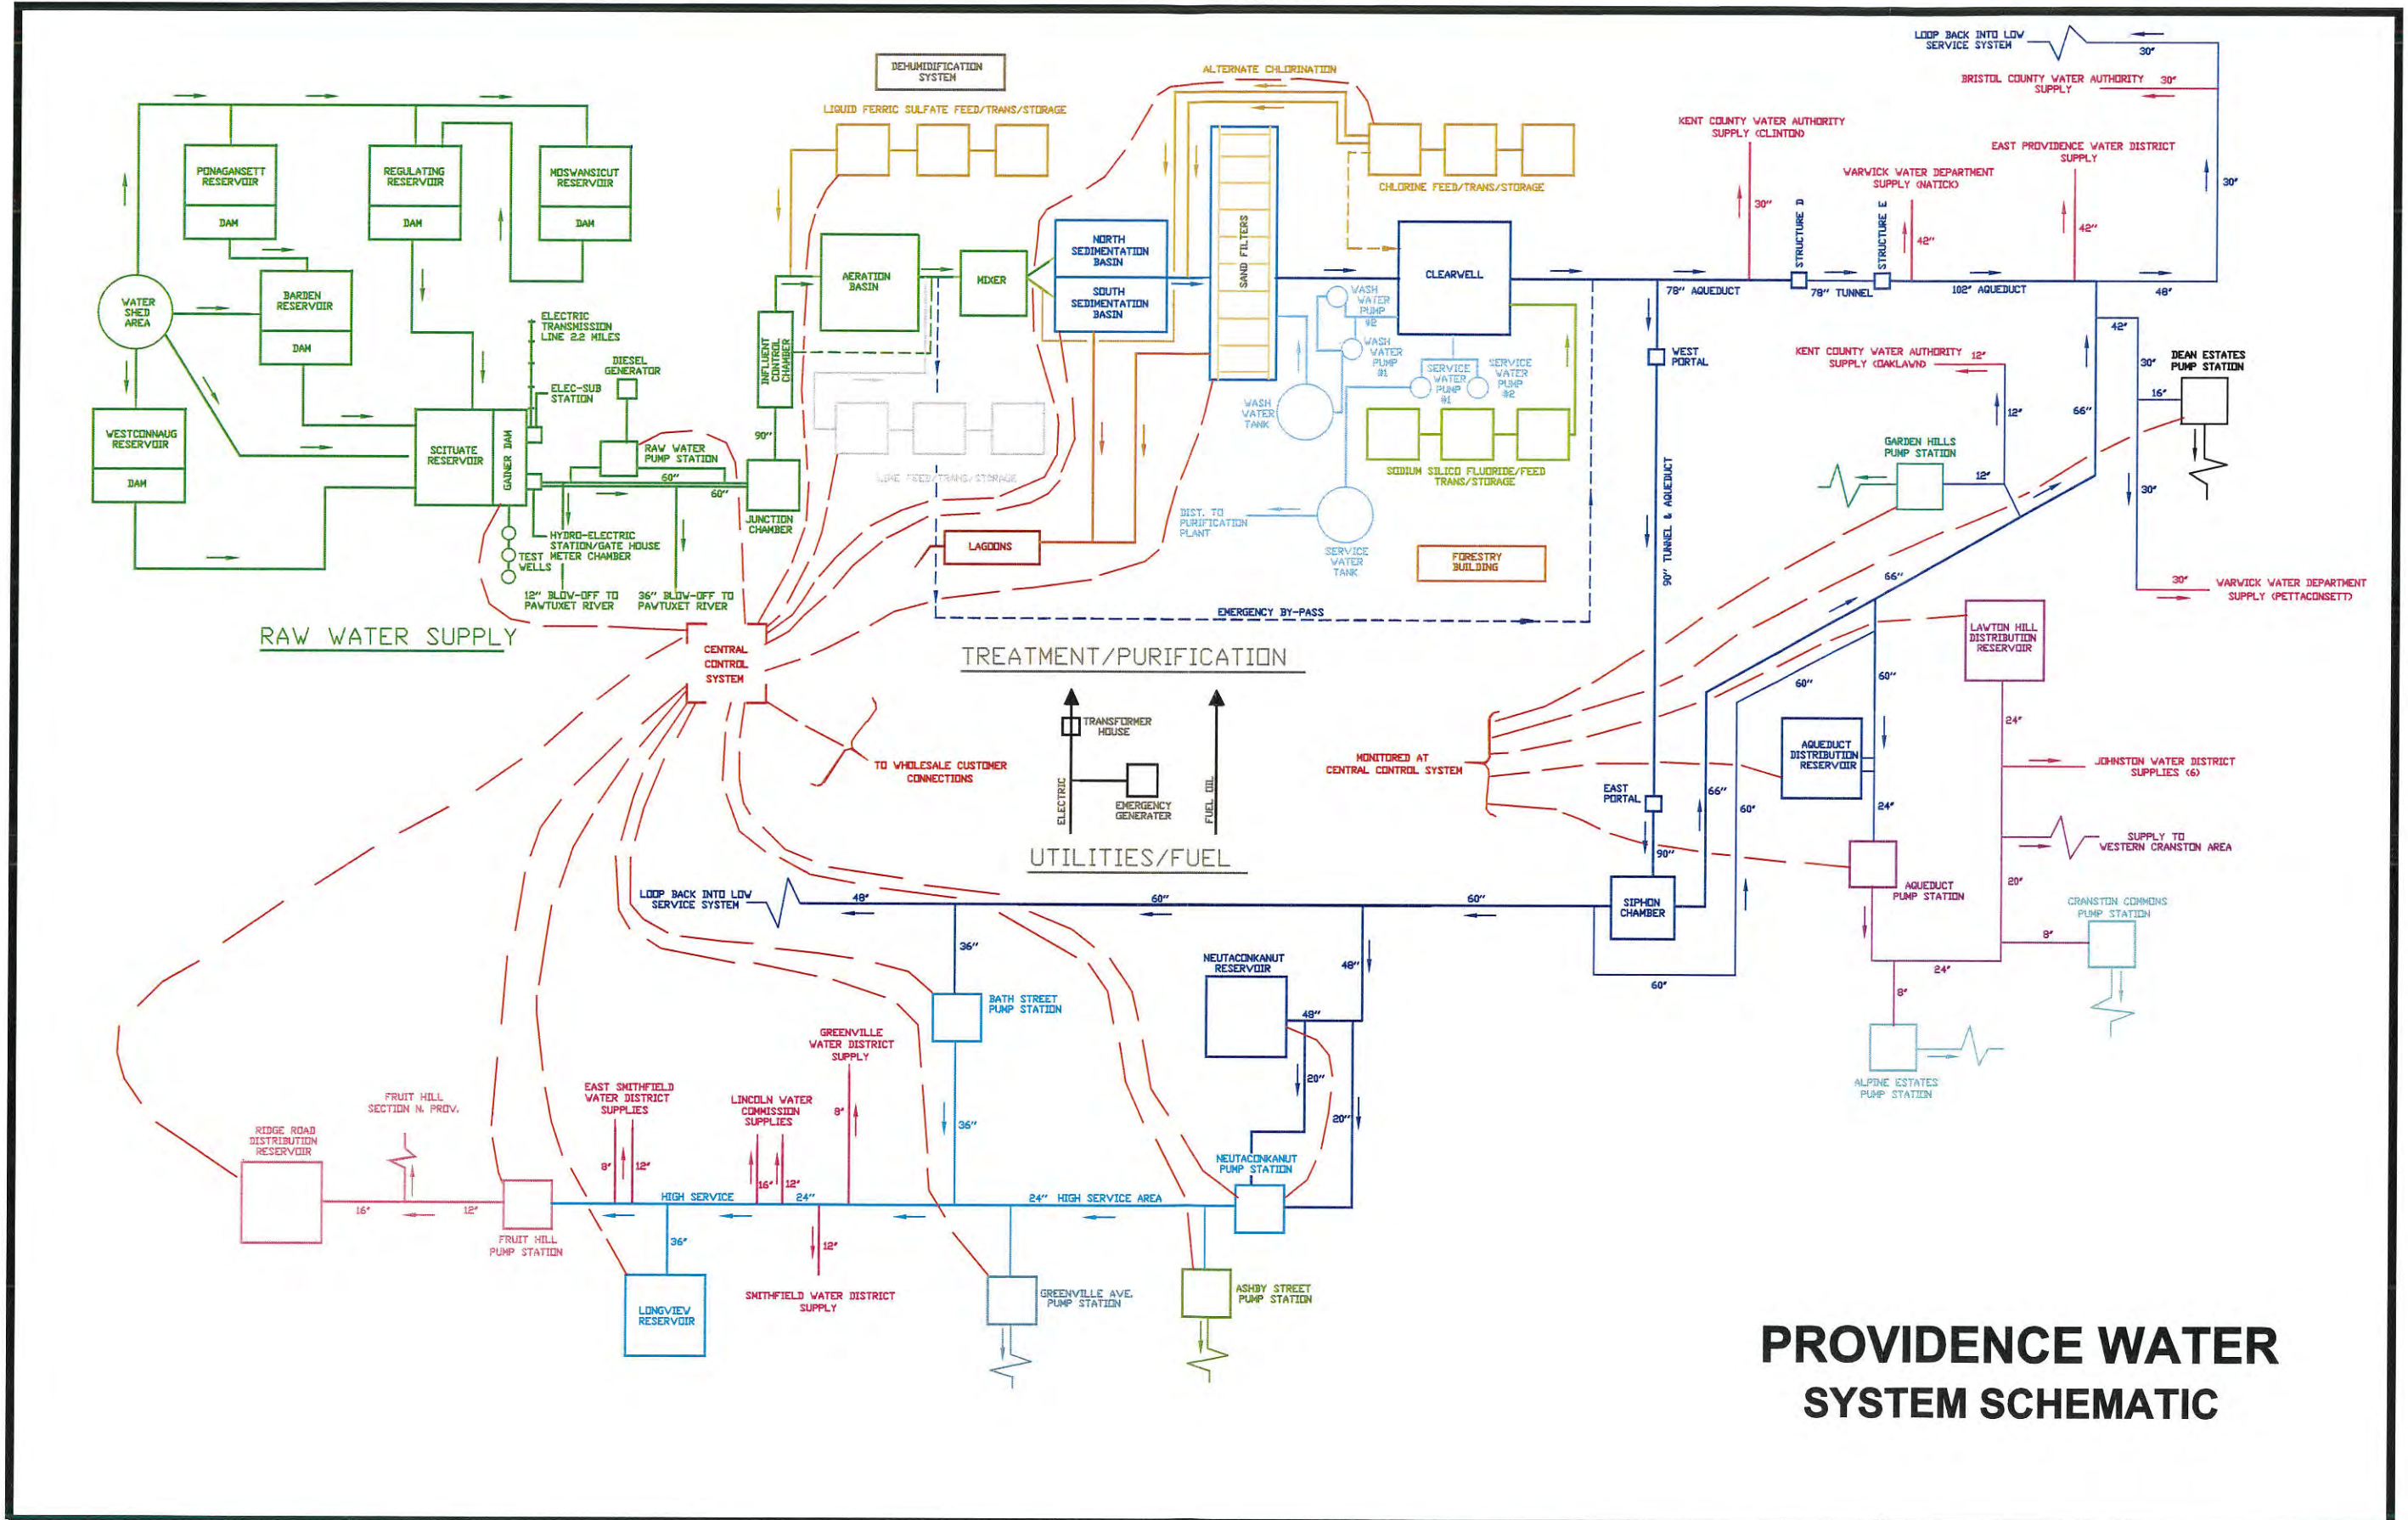 LOOP BACK INTO LOW
SERVICE SYSTEM
30"
BRISTOL COUNTY WATER AUTHORITY 30"
SUPPLY
DEHUMIDIFICATION
SYSTEM
LIQUID FERRIC SULFATE FEED/TRANS/STORAGE
ALTERNATE CHLORINATION
CHLORINE FEED/TRANS/STORAGE
KENT COUNTY WATER AUTHORITY
SUPPLY (CLINTON)
30"
EAST PROVIDENCE WATER DISTRICT
SUPPLY
42"
WARWICK WATER DEPARTMENT
SUPPLY (NATICK)
42"
30"
STRUCTURE D
STRUCTURE E
PONAGANSETT
RESERVOIR
DAM
REGULATING
RESERVOIR
DAM
MOSWANSICUT
RESERVOIR
DAM
WATER
SHED
AREA
BARDEN
RESERVOIR
DAM
WESTCONNAUG
RESERVOIR
DAM
SCITUATE
RESERVOIR
GAINER DAM
ELECTRIC
TRANSMISSION
LINE 2.2 MILES
ELEC-SUB
STATION
DIESEL
GENERATOR
RAW WATER
PUMP STATION
60"
60"
90"
INFLUENT
CONTROL
CHAMBER
JUNCTION
CHAMBER
HYDRO-ELECTRIC
STATION/GATE HOUSE
METER CHAMBER
TEST
WELLS
12" BLOW-OFF TO
PAWTUXET RIVER
36" BLOW-OFF TO
PAWTUXET RIVER
RAW WATER SUPPLY
AERATION
BASIN
MIXER
NORTH
SEDIMENTATION
BASIN
SOUTH
SEDIMENTATION
BASIN
SAND FILTERS
CLEARWELL
WASH
WATER
PUMP
#2
WASH
WATER
PUMP
#1
SERVICE
WATER
PUMP
#1
SERVICE
WATER
PUMP
#2
WASH
WATER
TANK
SODIUM SILICO FLUORIDE/FEED
TRANS/STORAGE
LIME FEED/TRANS/STORAGE
DIST. TO
PURIFICATION
PLANT
SERVICE
WATER
TANK
LAGOONS
FORESTRY
BUILDING
EMERGENCY BY-PASS
TREATMENT/PURIFICATION
78" AQUEDUCT
78" TUNNEL
102" AQUEDUCT
48"
42"
WEST
PORTAL
90" TUNNEL & AQUEDUCT
KENT COUNTY WATER AUTHORITY 12"
SUPPLY (OAKLAWN)
12"
66"
30"
DEAN ESTATES
PUMP STATION
16"
GARDEN HILLS
PUMP STATION
12"
30"
66"
30"
WARWICK WATER DEPARTMENT
SUPPLY (PETTACONSETT)
CENTRAL
CONTROL
SYSTEM
TO WHOLESALE CUSTOMER
CONNECTIONS
TRANSFORMER
HOUSE
ELECTRIC
EMERGENCY
GENERATER
FUEL OIL
UTILITIES/FUEL
MONITORED AT
CENTRAL CONTROL SYSTEM
LAWTON HILL
DISTRIBUTION
RESERVOIR
60"
60"
24"
AQUEDUCT
DISTRIBUTION
RESERVOIR
24"
JOHNSTON WATER DISTRICT
SUPPLIES (6)
SUPPLY TO
WESTERN CRANSTON AREA
EAST
PORTAL
66"
60"
90"
AQUEDUCT
PUMP STATION
20"
CRANSTON COMMONS
PUMP STATION
8"
24"
8"
ALPINE ESTATES
PUMP STATION
SIPHON
CHAMBER
60"
LOOP BACK INTO LOW
SERVICE SYSTEM
48"
60"
60"
36"
48"
NEUTACONKANUT
RESERVOIR
48"
20"
20"
BATH STREET
PUMP STATION
36"
NEUTACONKANUT
PUMP STATION
GREENVILLE
WATER DISTRICT
SUPPLY
8"
EAST SMITHFIELD
WATER DISTRICT
SUPPLIES
8"
12"
LINCOLN WATER
COMMISSION
SUPPLIES
16"
12"
FRUIT HILL
SECTION N. PROV.
RIDGE ROAD
DISTRIBUTION
RESERVOIR
16"
12"
FRUIT HILL
PUMP STATION
HIGH SERVICE
24"
24" HIGH SERVICE AREA
36"
12"
LONGVIEW
RESERVOIR
SMITHFIELD WATER DISTRICT
SUPPLY
GREENVILLE AVE.
PUMP STATION
ASHBY STREET
PUMP STATION
PROVIDENCE WATER
SYSTEM SCHEMATIC